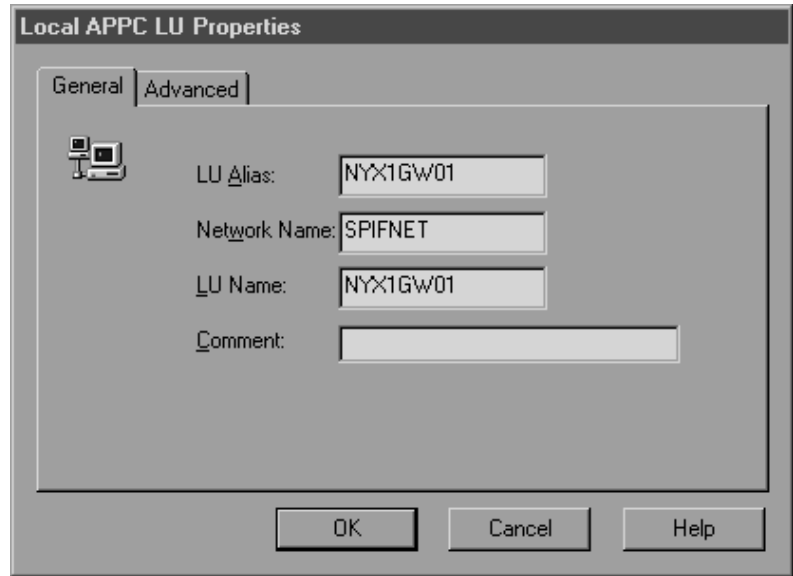 Local APPC LU Properties
General Advanced
LU Alias: NYX1GW01
Network Name: SPIFNET
LU Name: NYX1GW01
Comment:
OK Cancel Help